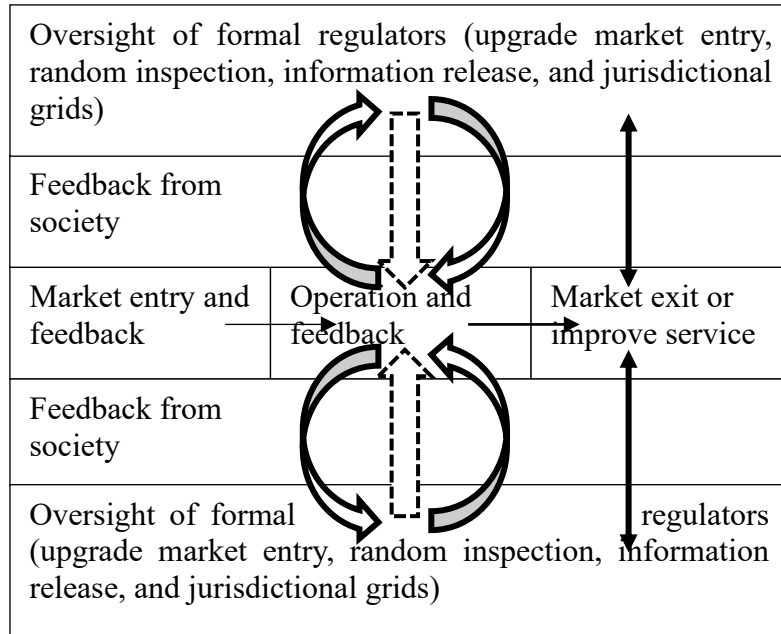 Oversight of formal regulators (upgrade market entry,
random inspection, information release, and jurisdictional
grids)
Feedback from
society
Market entry and
feedback
Operation and
feedback
Market exit or
improve service
Feedback from
society
Oversight of formal regulators
(upgrade market entry, random inspection, information
release, and jurisdictional grids)